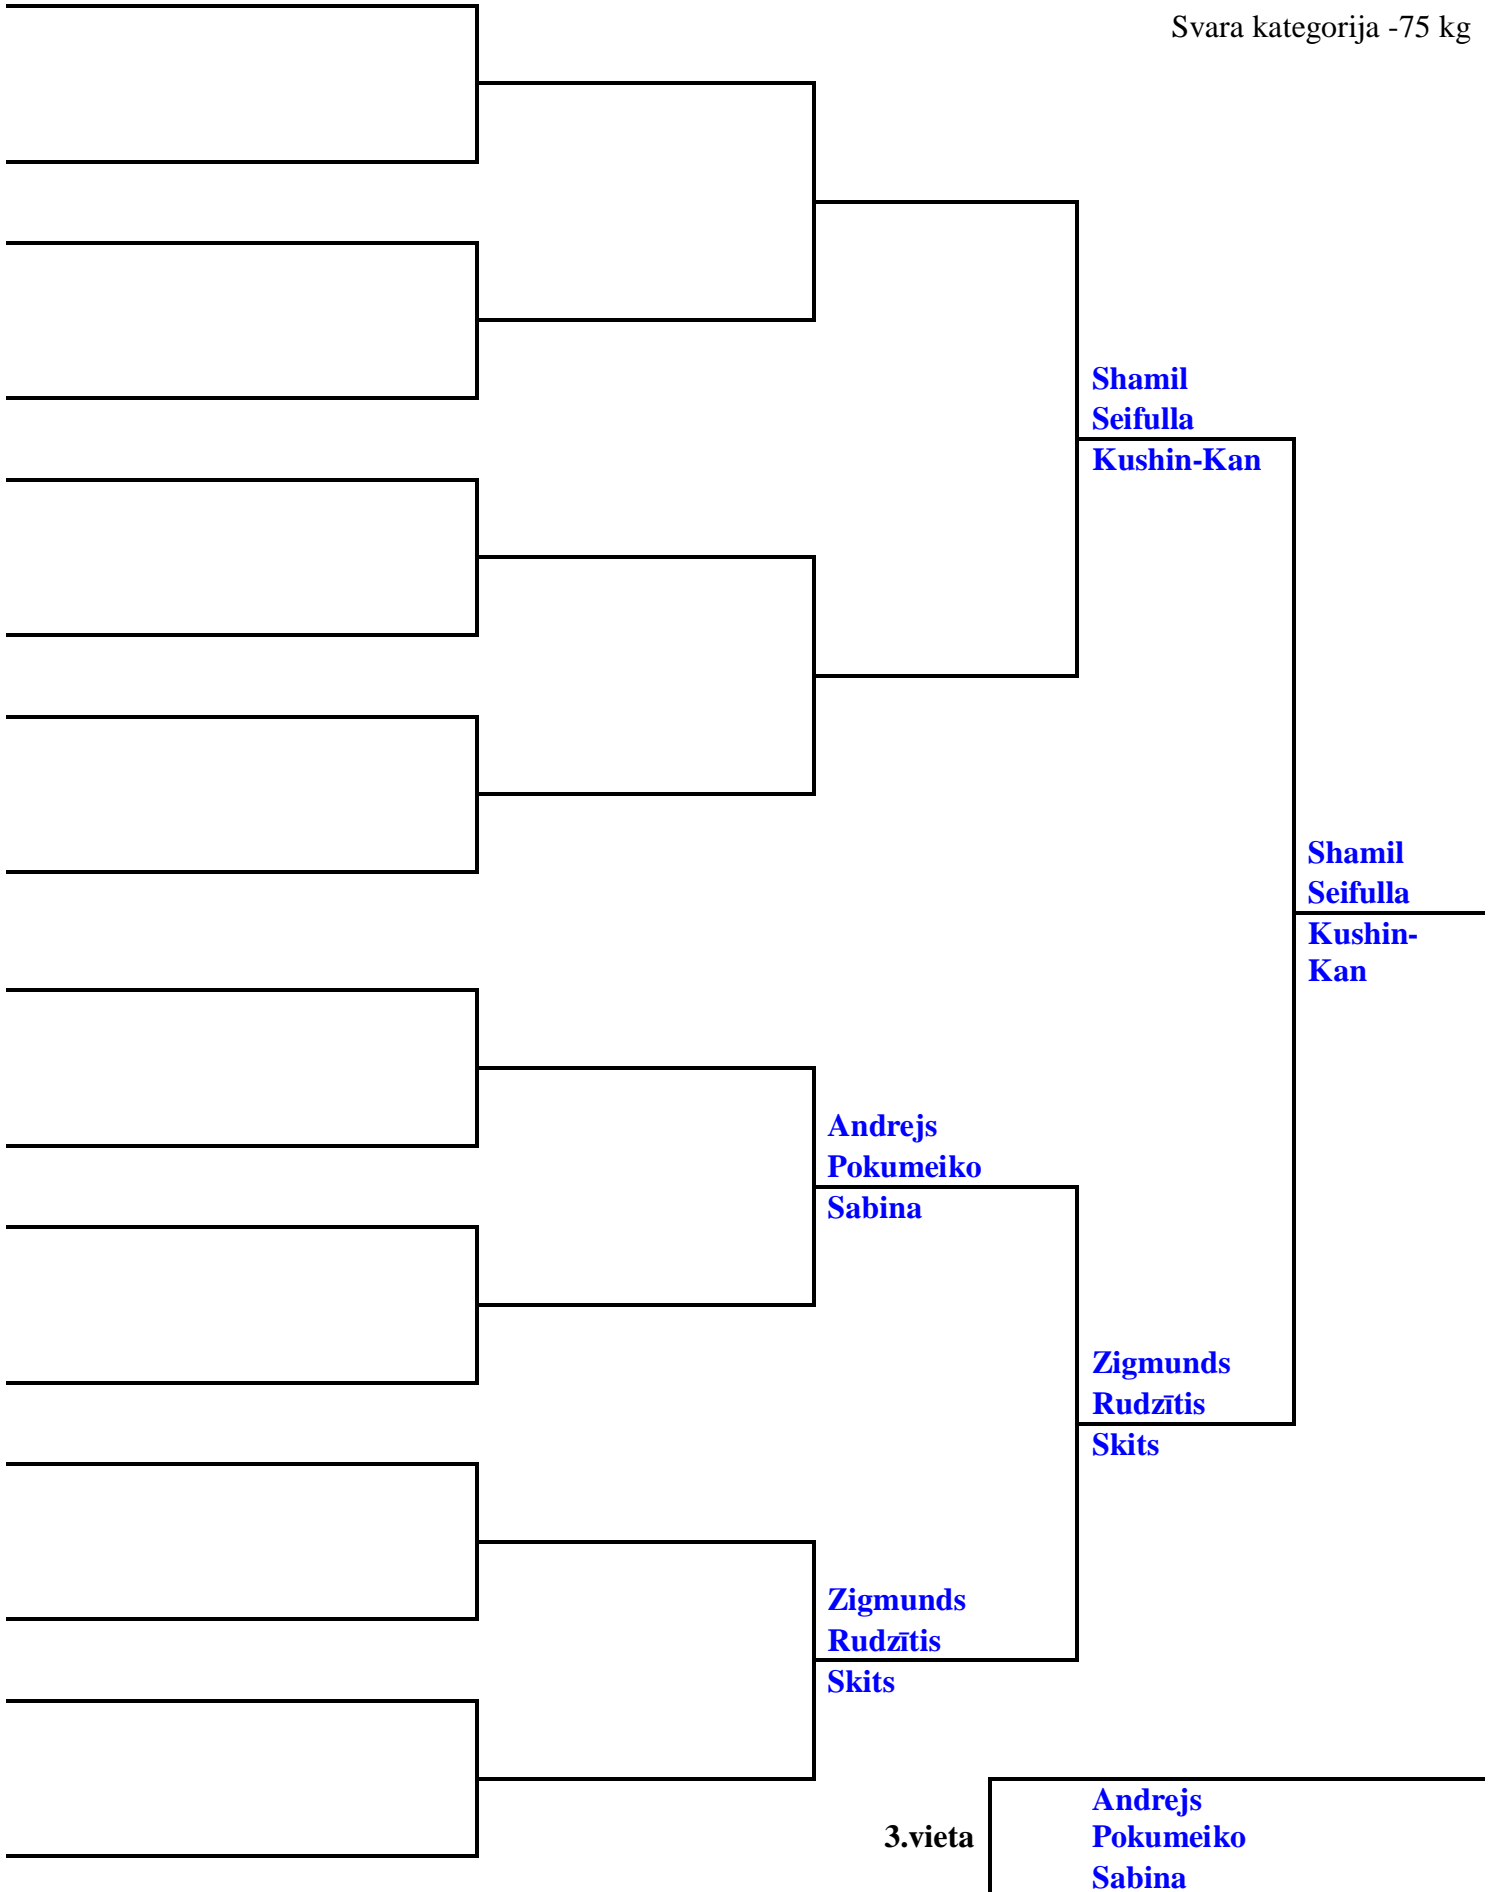 Svara kategorija -75 kg
Shamil
Seifulla
Kushin-Kan
Shamil
Seifulla
Kushin-
Kan
Andrejs
Pokumeiko
Sabina
Zigmunds
Rudzītis
Skits
Zigmunds
Rudzītis
Skits
3.vieta
Andrejs
Pokumeiko
Sabina